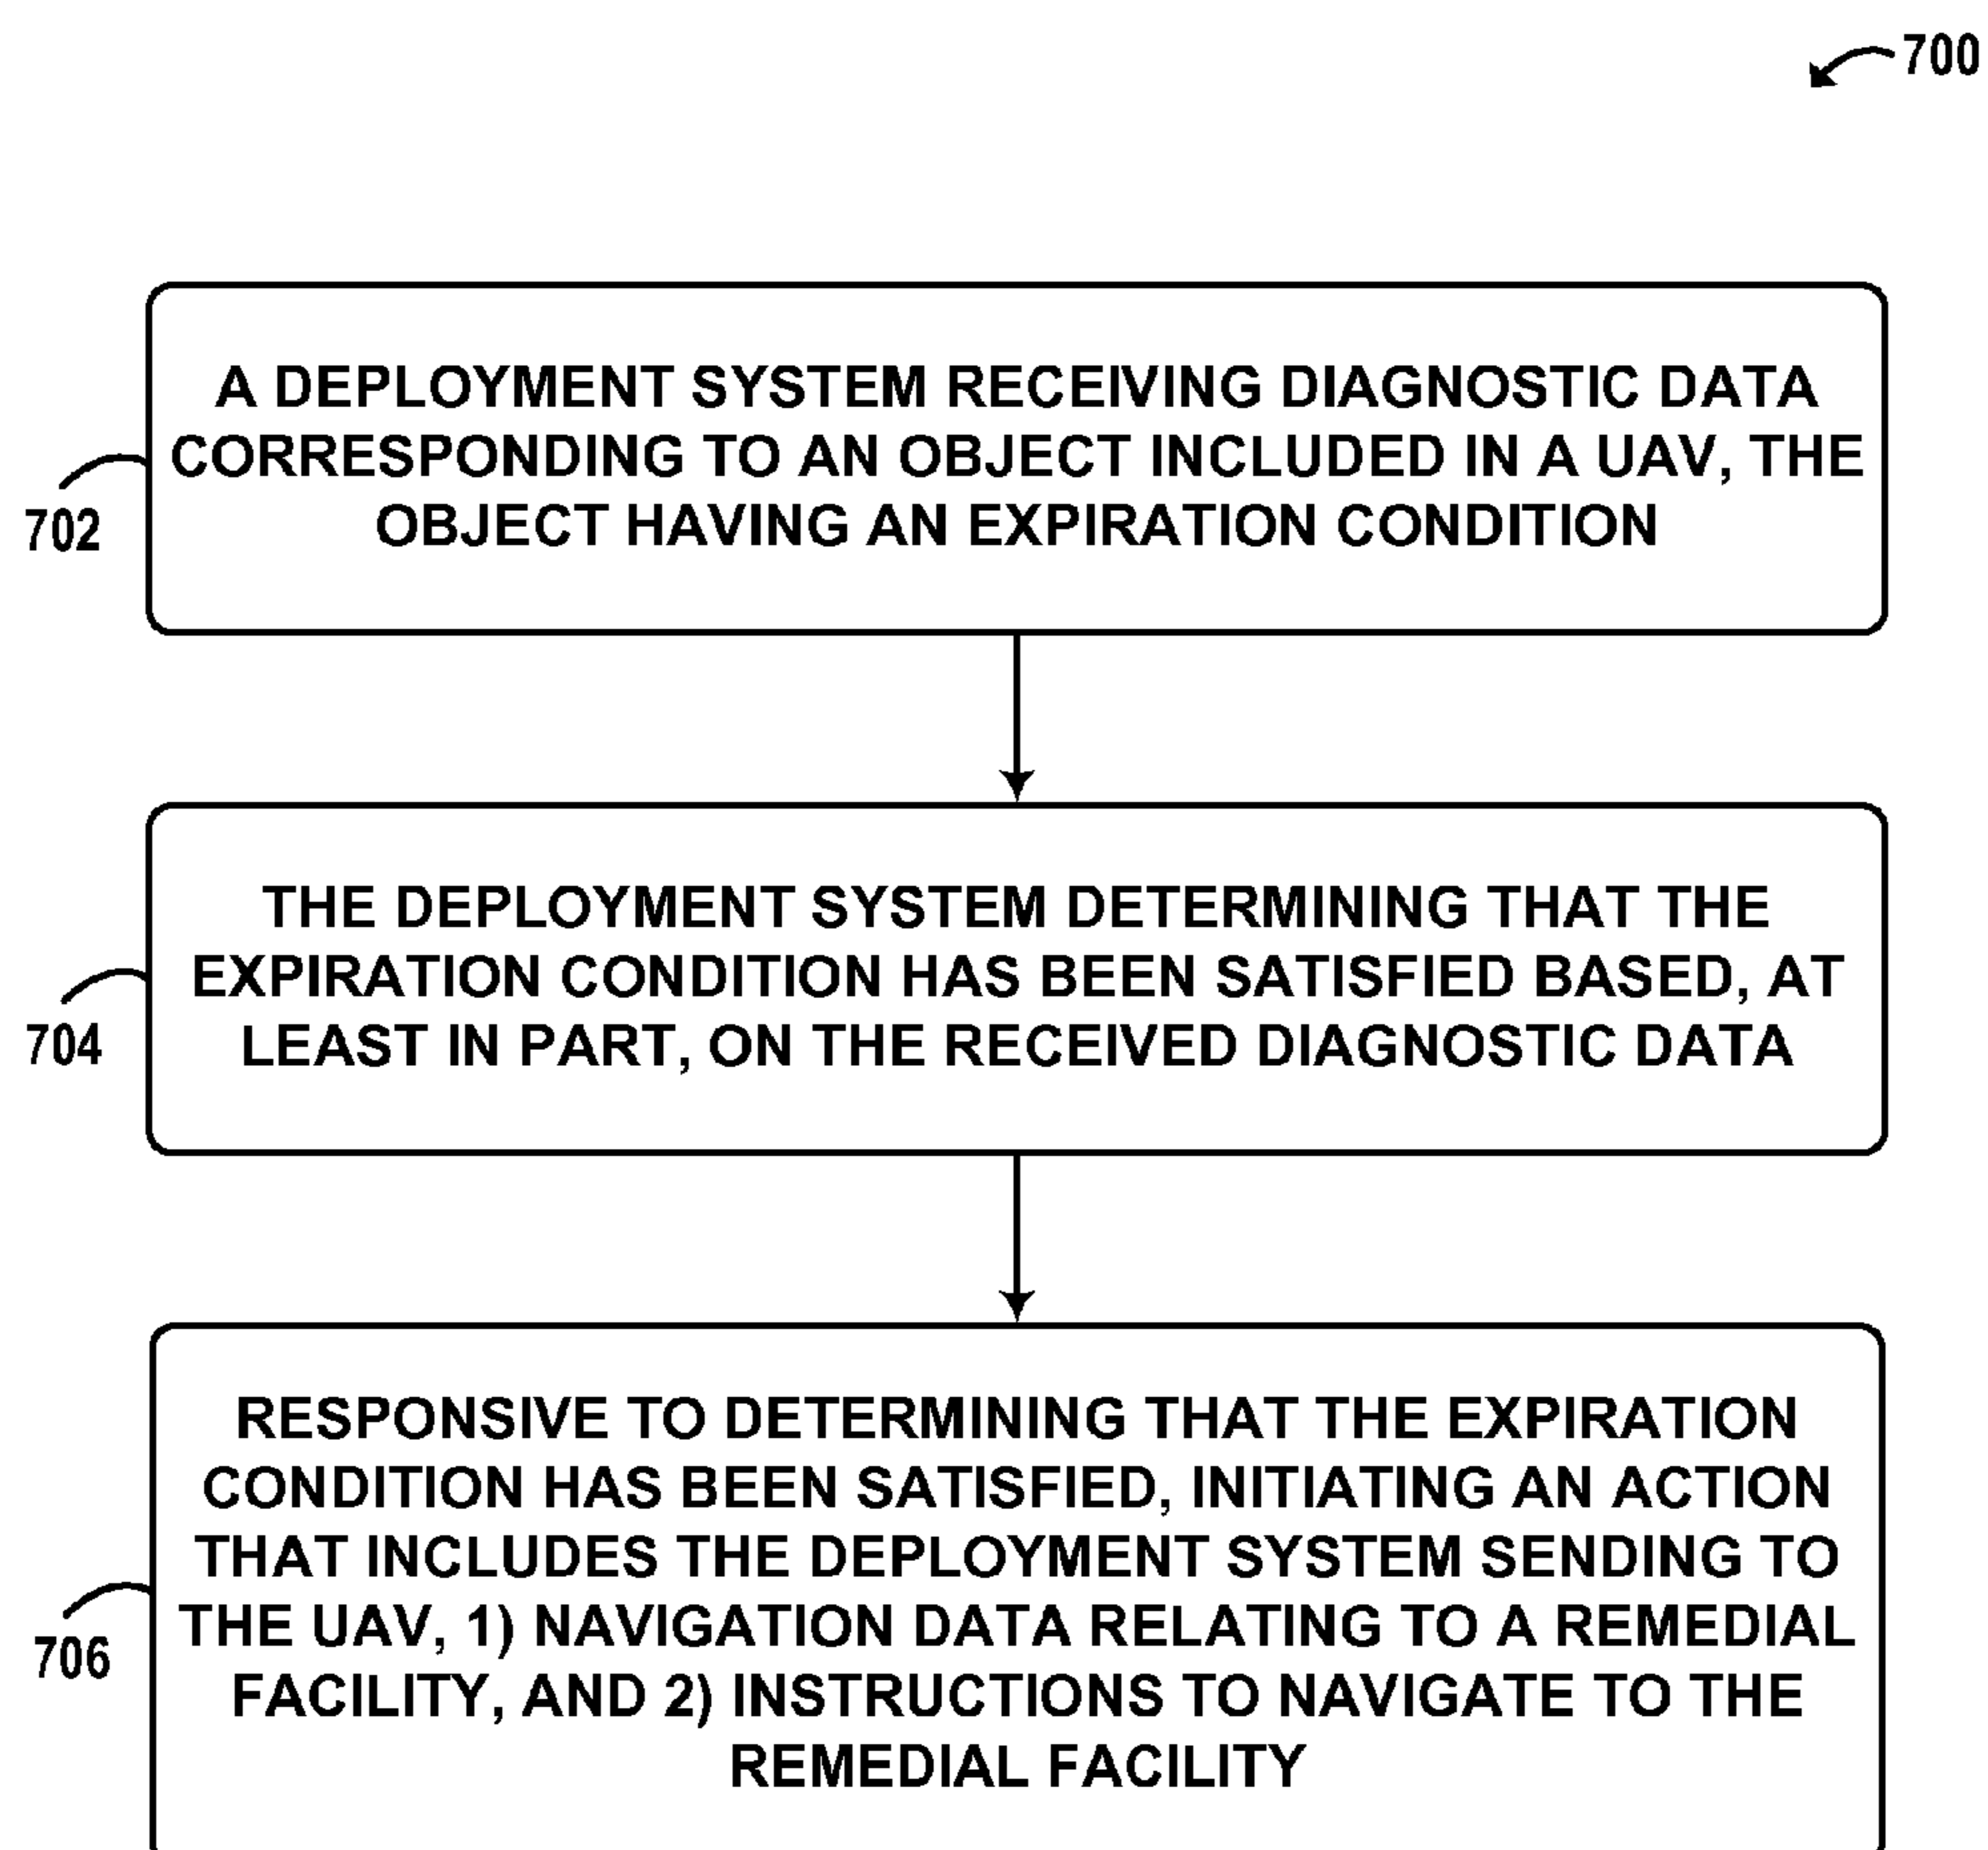 700
A DEPLOYMENT SYSTEM RECEIVING DIAGNOSTIC DATA
CORRESPONDING TO AN OBJECT INCLUDED IN A UAV, THE
OBJECT HAVING AN EXPIRATION CONDITION
702
THE DEPLOYMENT SYSTEM DETERMINING THAT THE
EXPIRATION CONDITION HAS BEEN SATISFIED BASED, AT
LEAST IN PART, ON THE RECEIVED DIAGNOSTIC DATA
704
RESPONSIVE TO DETERMINING THAT THE EXPIRATION
CONDITION HAS BEEN SATISFIED, INITIATING AN ACTION
THAT INCLUDES THE DEPLOYMENT SYSTEM SENDING TO
THE UAV, 1) NAVIGATION DATA RELATING TO A REMEDIAL
FACILITY, AND 2) INSTRUCTIONS TO NAVIGATE TO THE
REMEDIAL FACILITY
706